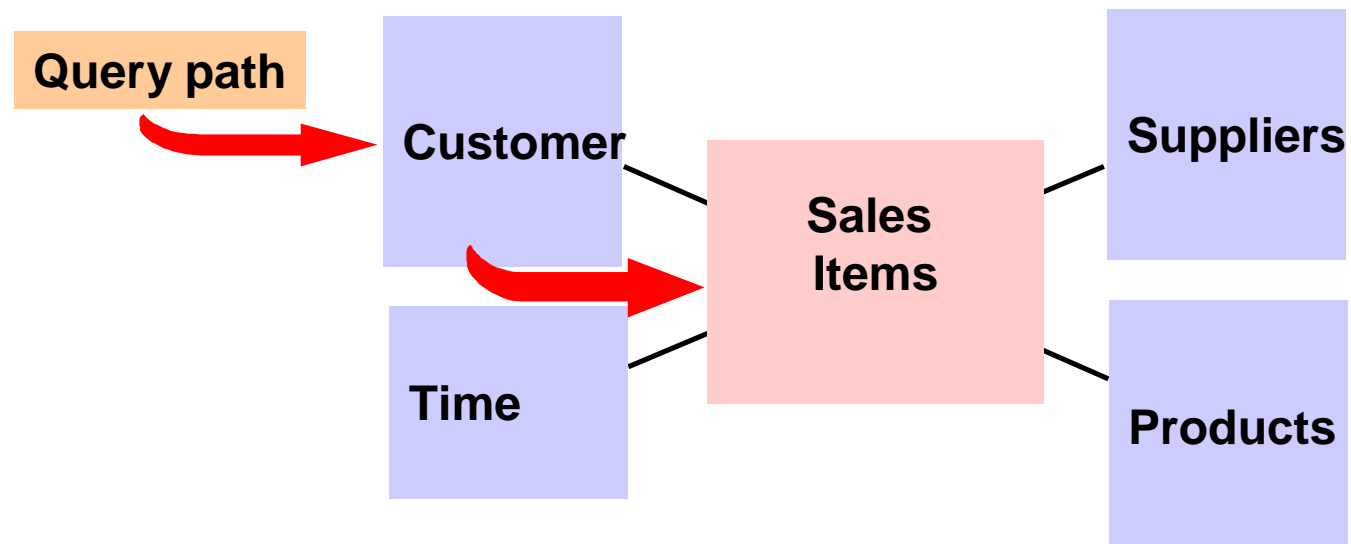 Query path
Customer
Suppliers
Sales
Items
Time
Products